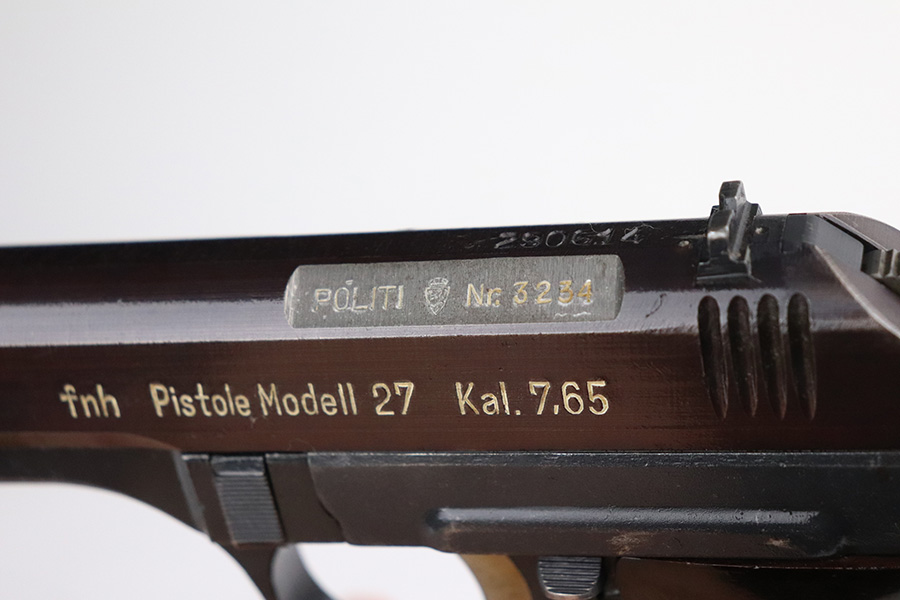 290614
POLITI Nr. 3234
fnh Pistole Modell 27 Kal. 7,65